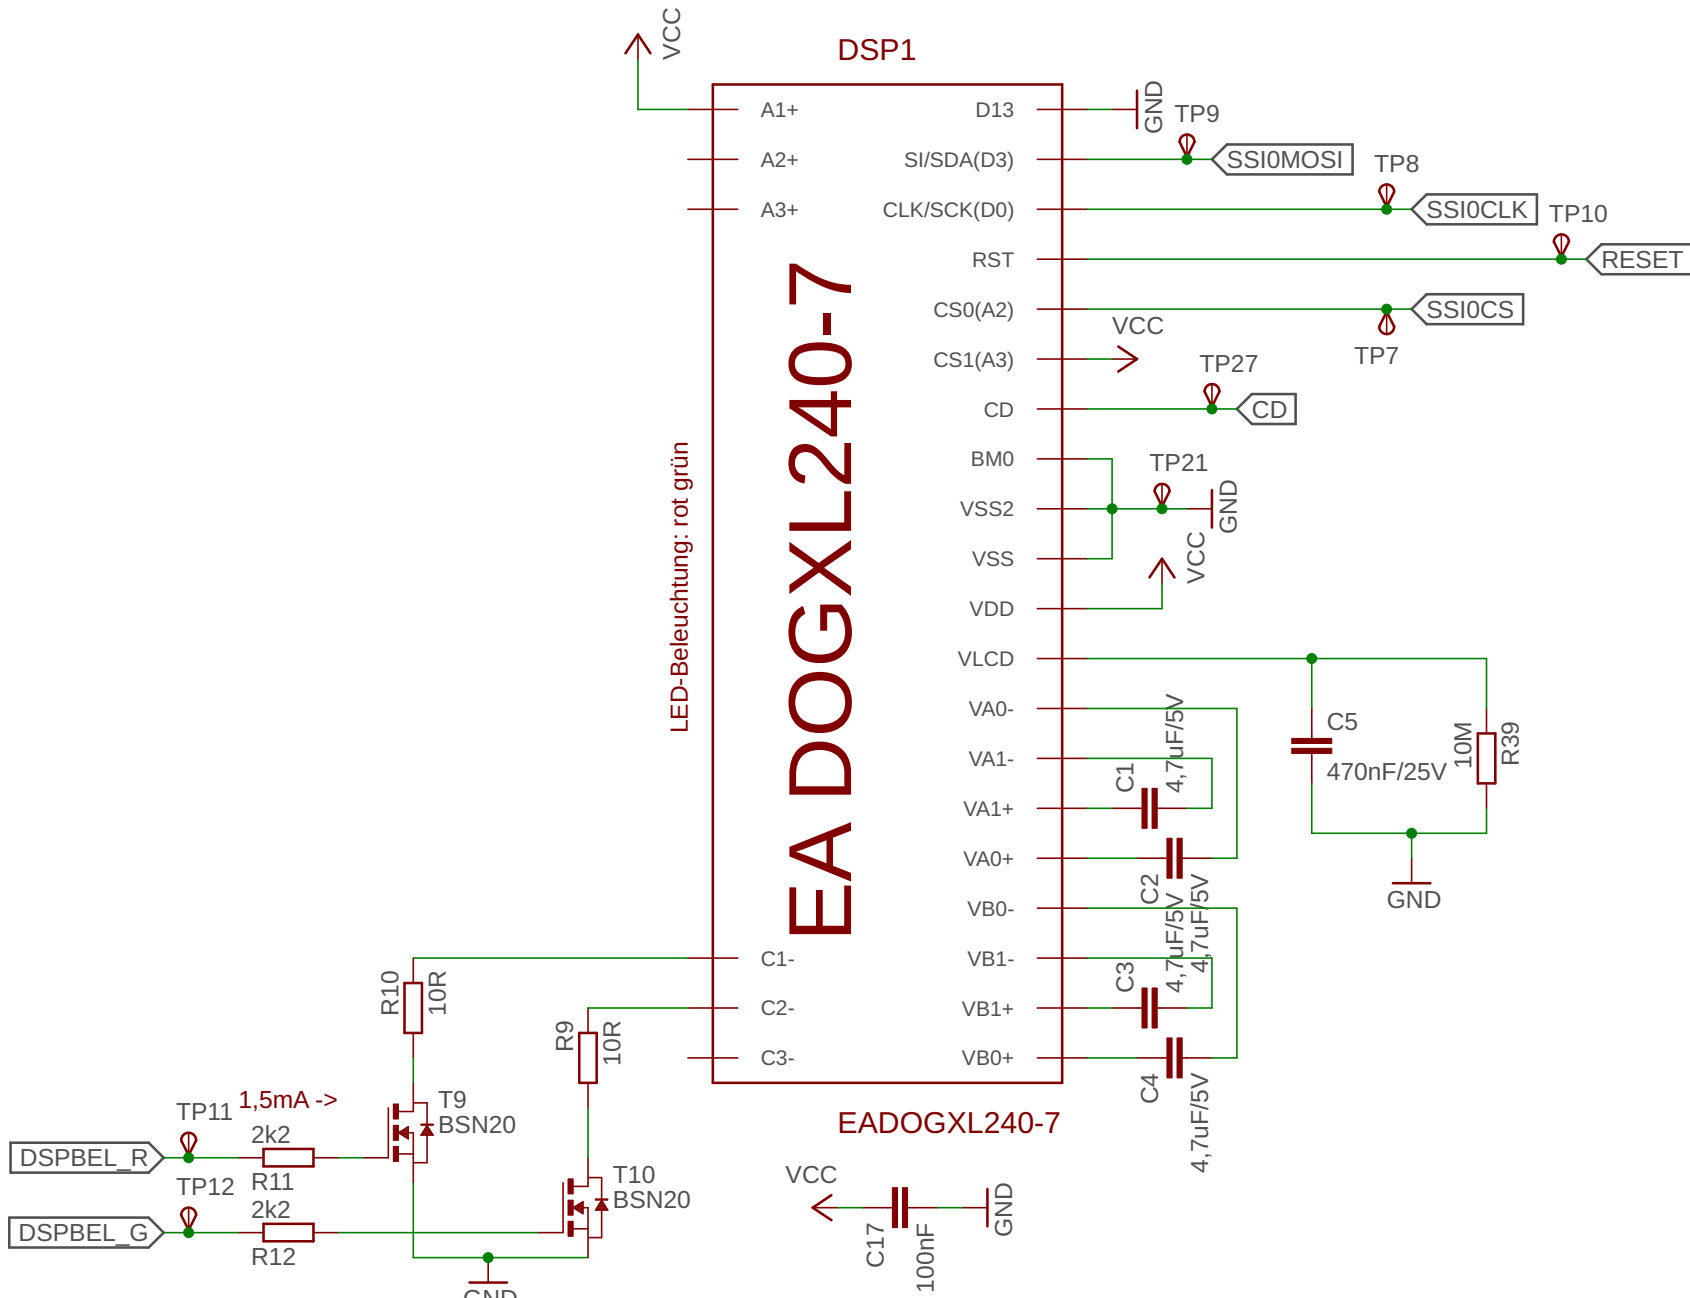 VCC
DSP1
A1+
A2+
A3+
D13
GND
TP9
SI/SDA(D3)
SSI0MOSI
TP8
CLK/SCK(D0)
SSI0CLK
TP10
RST
RESET
CS0(A2)
SSI0CS
TP7
CS1(A3)
VCC
TP27
CD
CD
BM0
TP21
VSS2
GND
VSS
VCC
VDD
VLCD
C5
470nF/25V
10M
R39
GND
VA0-
VA1-
C1
4,7uF/5V
VA1+
VA0+
C2
4,7uF/5V
VB0-
VB1-
C3
4,7uF/5V
VB1+
VB0+
C4
4,7uF/5V
LED-Beleuchtung: rot grün
EA DOGXL240-7
C1-
C2-
C3-
R10
10R
R9
10R
T9
BSN20
TP11
1,5mA ->
2k2
DSPBEL_R
R11
T10
BSN20
TP12
2k2
DSPBEL_G
R12
GND
EADOGXL240-7
VCC
C17
100nF
GND